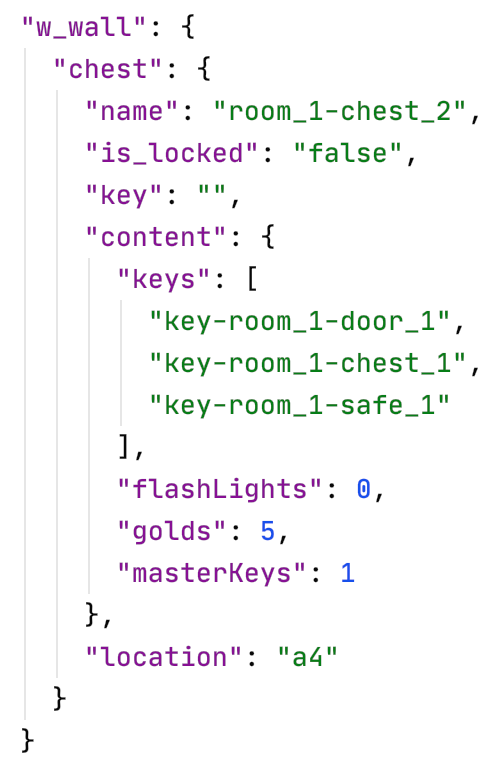 "w_wall": {
  "chest": {
    "name": "room_1-chest_2",
    "is_locked": "false",
    "key": "",
    "content": {
      "keys": [
        "key-room_1-door_1",
        "key-room_1-chest_1",
        "key-room_1-safe_1"
      ],
      "flashLights": 0,
      "golds": 5,
      "masterKeys": 1
    },
    "location": "a4"
  }
}